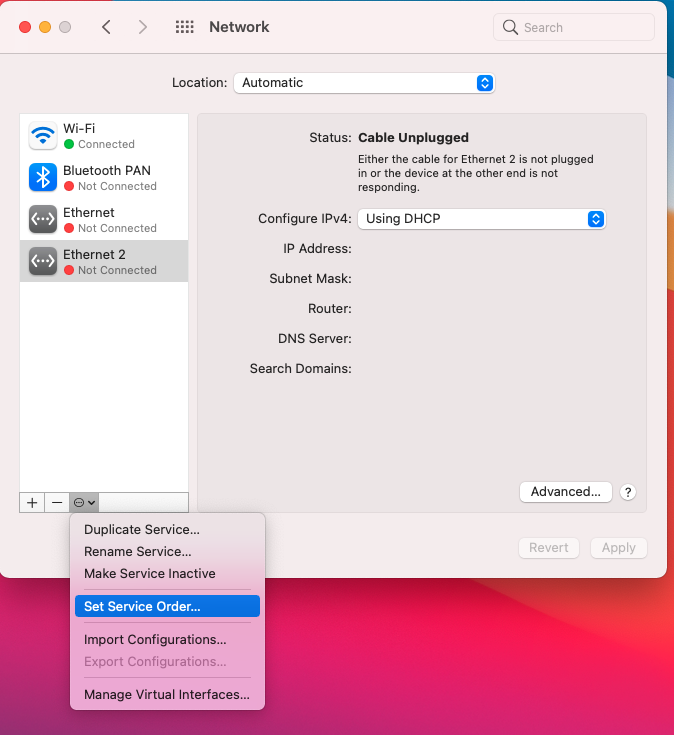 Network
Search
Location: Automatic
Wi-Fi
Connected
Bluetooth PAN
Not Connected
Ethernet
Not Connected
Ethernet 2
Not Connected
Status: Cable Unplugged
Either the cable for Ethernet 2 is not plugged
in or the device at the other end is not
responding.
Configure IPv4: Using DHCP
IP Address:
Subnet Mask:
Router:
DNS Server:
Search Domains:
Advanced... ?
Revert Apply
Duplicate Service...
Rename Service...
Make Service Inactive
Set Service Order...
Import Configurations...
Export Configurations...
Manage Virtual Interfaces...